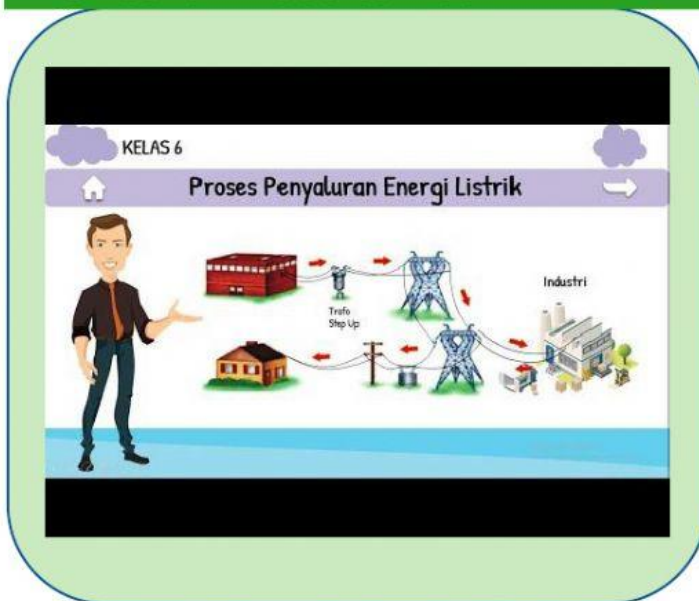 KELAS 6
Proses Penyaluran Energi Listrik
Industri
Trafo
Step Up